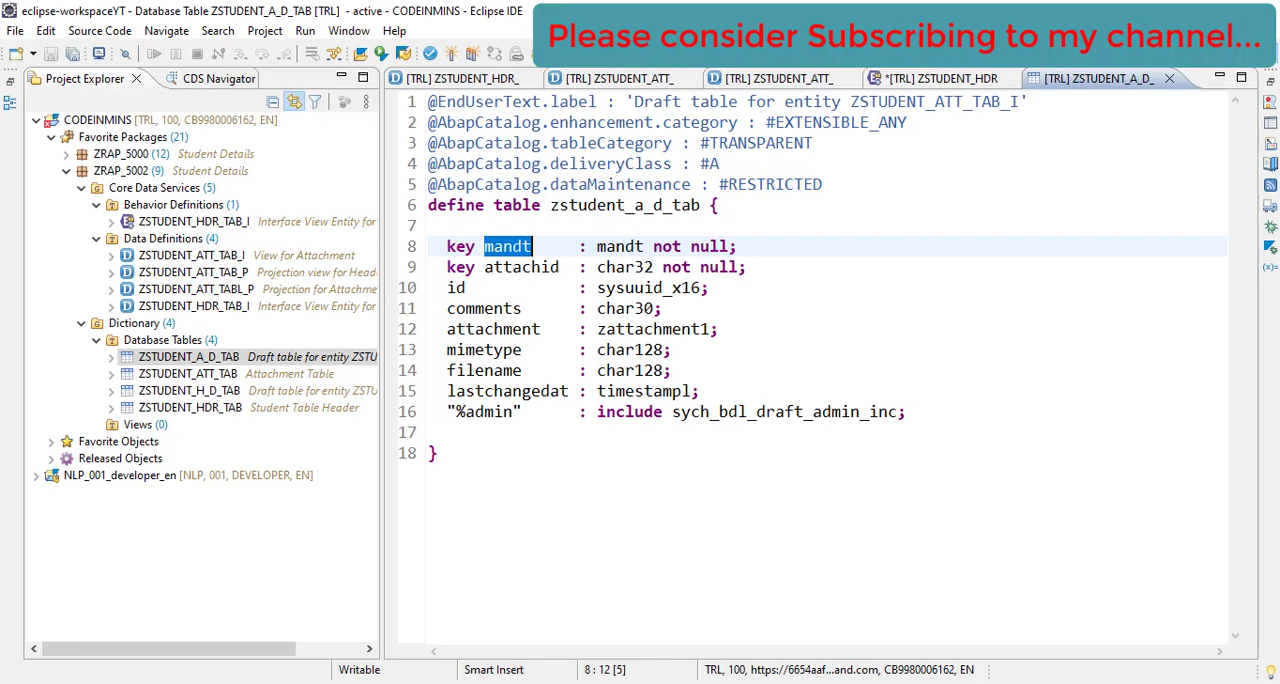 eclipse-workspaceYT - Database Table ZSTUDENT_A_D_TAB [TRL] - active - CODEINMINS - Eclipse IDE
Please consider Subscribing to my channel...
File Edit Source Code Navigate Search Project Run Window Help
Project Explorer CDS Navigator
[TRL] ZSTUDENT_HDR_ [TRL] ZSTUDENT_ATT_ [TRL] ZSTUDENT_ATT_ *[TRL] ZSTUDENT_HDR [TRL] ZSTUDENT_A_D_
CODEINMINS [TRL, 100, CB9980006162, EN]
Favorite Packages (21)
ZRAP_5000 (12) Student Details
ZRAP_5002 (9) Student Details
Core Data Services (5)
Behavior Definitions (1)
ZSTUDENT_HDR_TAB_I Interface View Entity for
Data Definitions (4)
ZSTUDENT_ATT_TAB_I View for Attachment
ZSTUDENT_ATT_TAB_P Projection view for Heade
ZSTUDENT_ATT_TABL_P Projection for Attachme
ZSTUDENT_HDR_TAB_I Interface View Entity for
Dictionary (4)
Database Tables (4)
ZSTUDENT_A_D_TAB Draft table for entity ZSTU
ZSTUDENT_ATT_TAB Attachment Table
ZSTUDENT_H_D_TAB Draft table for entity ZSTU
ZSTUDENT_HDR_TAB Student Table Header
Views (0)
Favorite Objects
Released Objects
NLP_001_developer_en [NLP, 001, DEVELOPER, EN]
1 @EndUserText.label : 'Draft table for entity ZSTUDENT_ATT_TAB_I'
2 @AbapCatalog.enhancement.category : #EXTENSIBLE_ANY
3 @AbapCatalog.tableCategory : #TRANSPARENT
4 @AbapCatalog.deliveryClass : #A
5 @AbapCatalog.dataMaintenance : #RESTRICTED
6 define table zstudent_a_d_tab {
7
8 key mandt : mandt not null;
9 key attachid : char32 not null;
10 id : sysuuid_x16;
11 comments : char30;
12 attachment : zattachment1;
13 mimetype : char128;
14 filename : char128;
15 lastchangedat : timestampl;
16 "%admin" : include sych_bdl_draft_admin_inc;
17
18 }
Writable Smart Insert 8 : 12 [5] TRL, 100, https://6654aaf...and.com, CB9980006162, EN